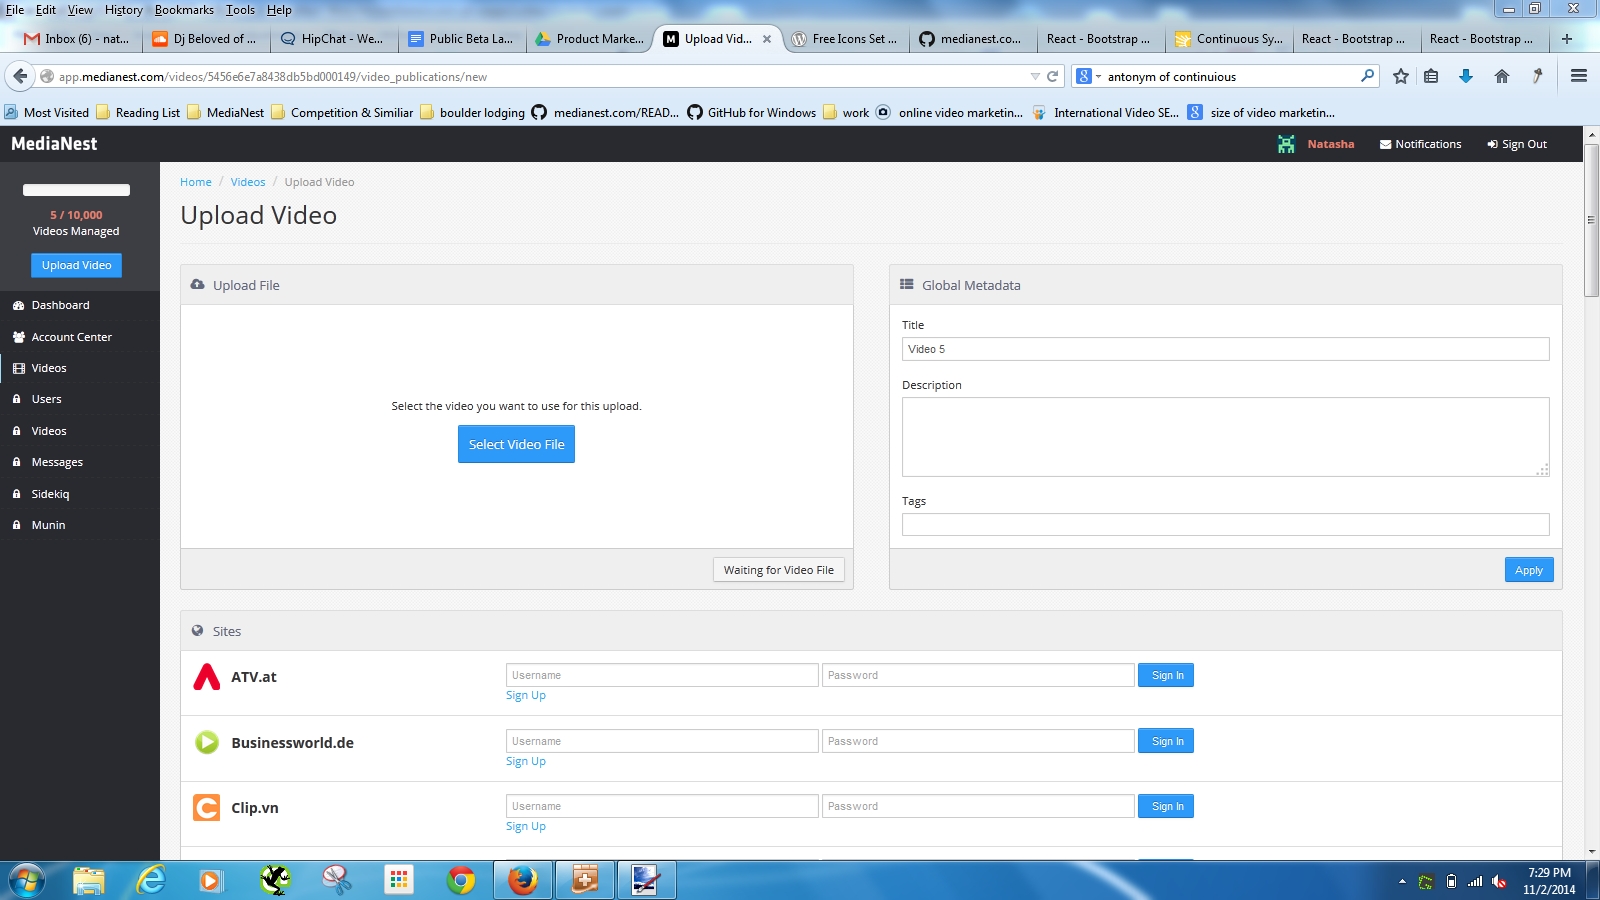 File Edit View History Bookmarks Tools Help
Inbox (6) - nat... Dj Beloved of ... HipChat - We... Public Beta La... Product Marke... Upload Vid... Free Icons Set ... medianest.co... React - Bootstrap ... Continuous Sy... React - Bootstrap ... React - Bootstrap ...
app.medianest.com/videos/5456e6e7a8438db5bd000149/video_publications/new antonym of continuious
Most Visited Reading List MediaNest Competition & Similiar boulder lodging medianest.com/READ... GitHub for Windows work online video marketin... International Video SE... size of video marketin...
MediaNest Natasha Notifications Sign Out
5 / 10,000
Videos Managed
Upload Video
Dashboard
Account Center
Videos
Users
Videos
Messages
Sidekiq
Munin
Home / Videos / Upload Video
Upload Video
Upload File
Select the video you want to use for this upload.
Select Video File
Waiting for Video File
Global Metadata
Title
Video 5
Description
Tags
Apply
Sites
ATV.at Username Password Sign In
Sign Up
Businessworld.de Username Password Sign In
Sign Up
Clip.vn Username Password Sign In
Sign Up
7:29 PM
11/2/2014